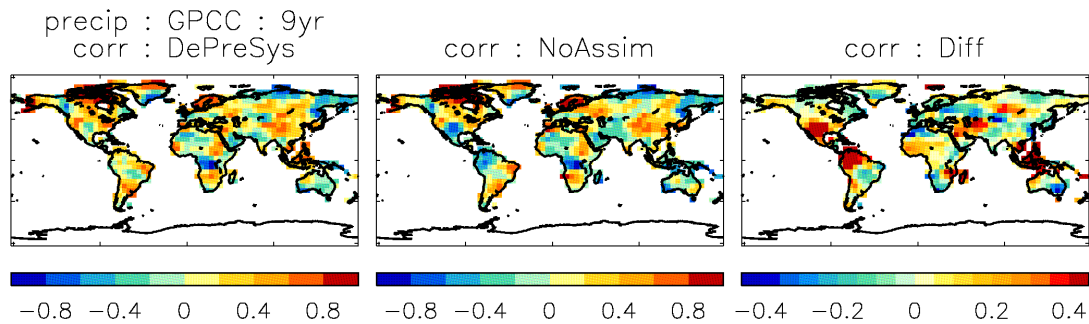 precip : GPCC : 9yr
corr : DePreSys
corr : NoAssim
corr : Diff
−0.8 −0.4 0 0.4 0.8
−0.8 −0.4 0 0.4 0.8
−0.4 −0.2 0 0.2 0.4